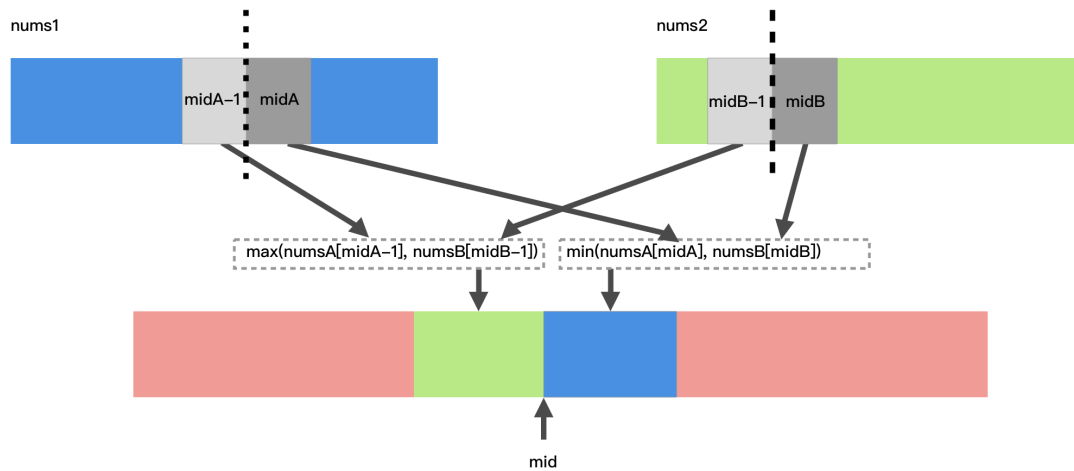 nums1
nums2
midA-1
midA
midB-1
midB
max(numsA[midA-1], numsB[midB-1])
min(numsA[midA], numsB[midB])
mid